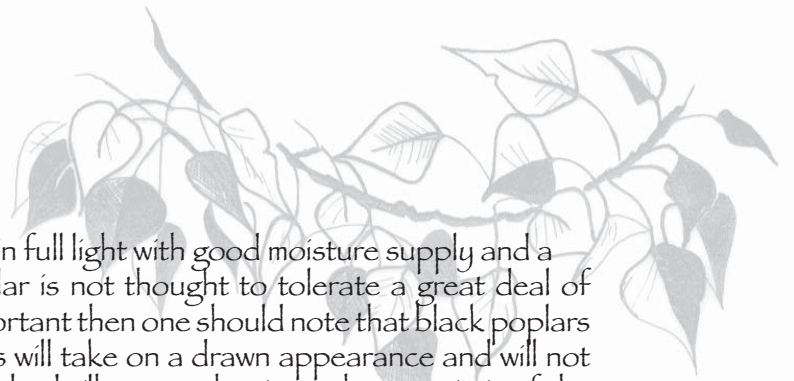 n full light with good moisture supply and a
lar is not thought to tolerate a great deal of
ortant then one should note that black poplars
s will take on a drawn appearance and will not